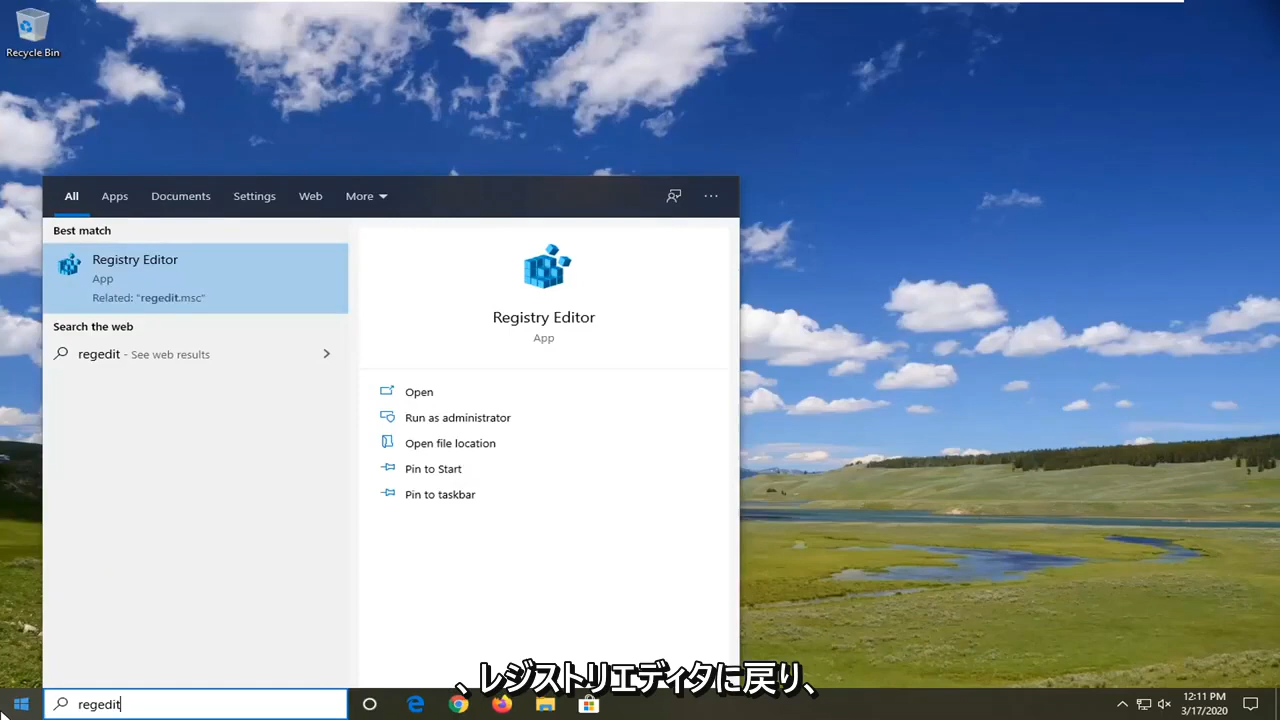 Recycle Bin
All Apps Documents Settings Web More
Best match
Registry Editor
App
Related: "regedit.msc"
Search the web
regedit - See web results
Registry Editor
App
Open
Run as administrator
Open file location
Pin to Start
Pin to taskbar
、レジストリエディタに戻り、
regedit
12:11 PM
3/17/2020